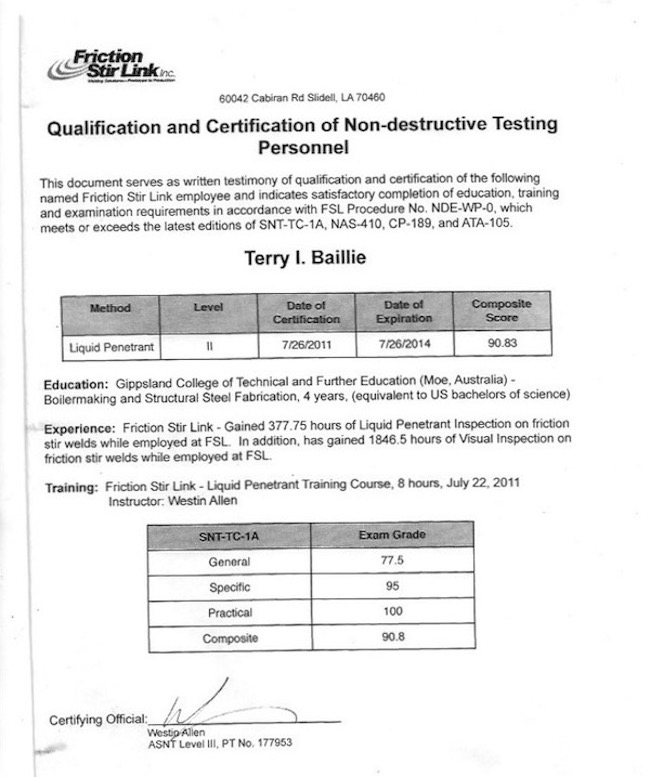 Friction
Stir Link Inc.
60042 Cabiran Rd Slidell, LA 70460
Qualification and Certification of Non-destructive Testing
Personnel
This document serves as written testimony of qualification and certification of the following
named Friction Stir Link employee and indicates satisfactory completion of education, training
and examination requirements in accordance with FSL Procedure No. NDE-WP-0, which
meets or exceeds the latest editions of SNT-TC-1A, NAS-410, CP-189, and ATA-105.
Terry I. Baillie
Method Level Date of Certification Date of Expiration Composite Score
Liquid Penetrant II 7/26/2011 7/26/2014 90.83
Education: Gippsland College of Technical and Further Education (Moe, Australia) -
Boilermaking and Structural Steel Fabrication, 4 years, (equivalent to US bachelors of science)
Experience: Friction Stir Link - Gained 377.75 hours of Liquid Penetrant Inspection on friction
stir welds while employed at FSL. In addition, has gained 1846.5 hours of Visual Inspection on
friction stir welds while employed at FSL.
Training: Friction Stir Link - Liquid Penetrant Training Course, 8 hours, July 22, 2011
Instructor: Westin Allen
SNT-TC-1A Exam Grade
General 77.5
Specific 95
Practical 100
Composite 90.8
Certifying Official:
Westin Allen
ASNT Level III, PT No. 177953